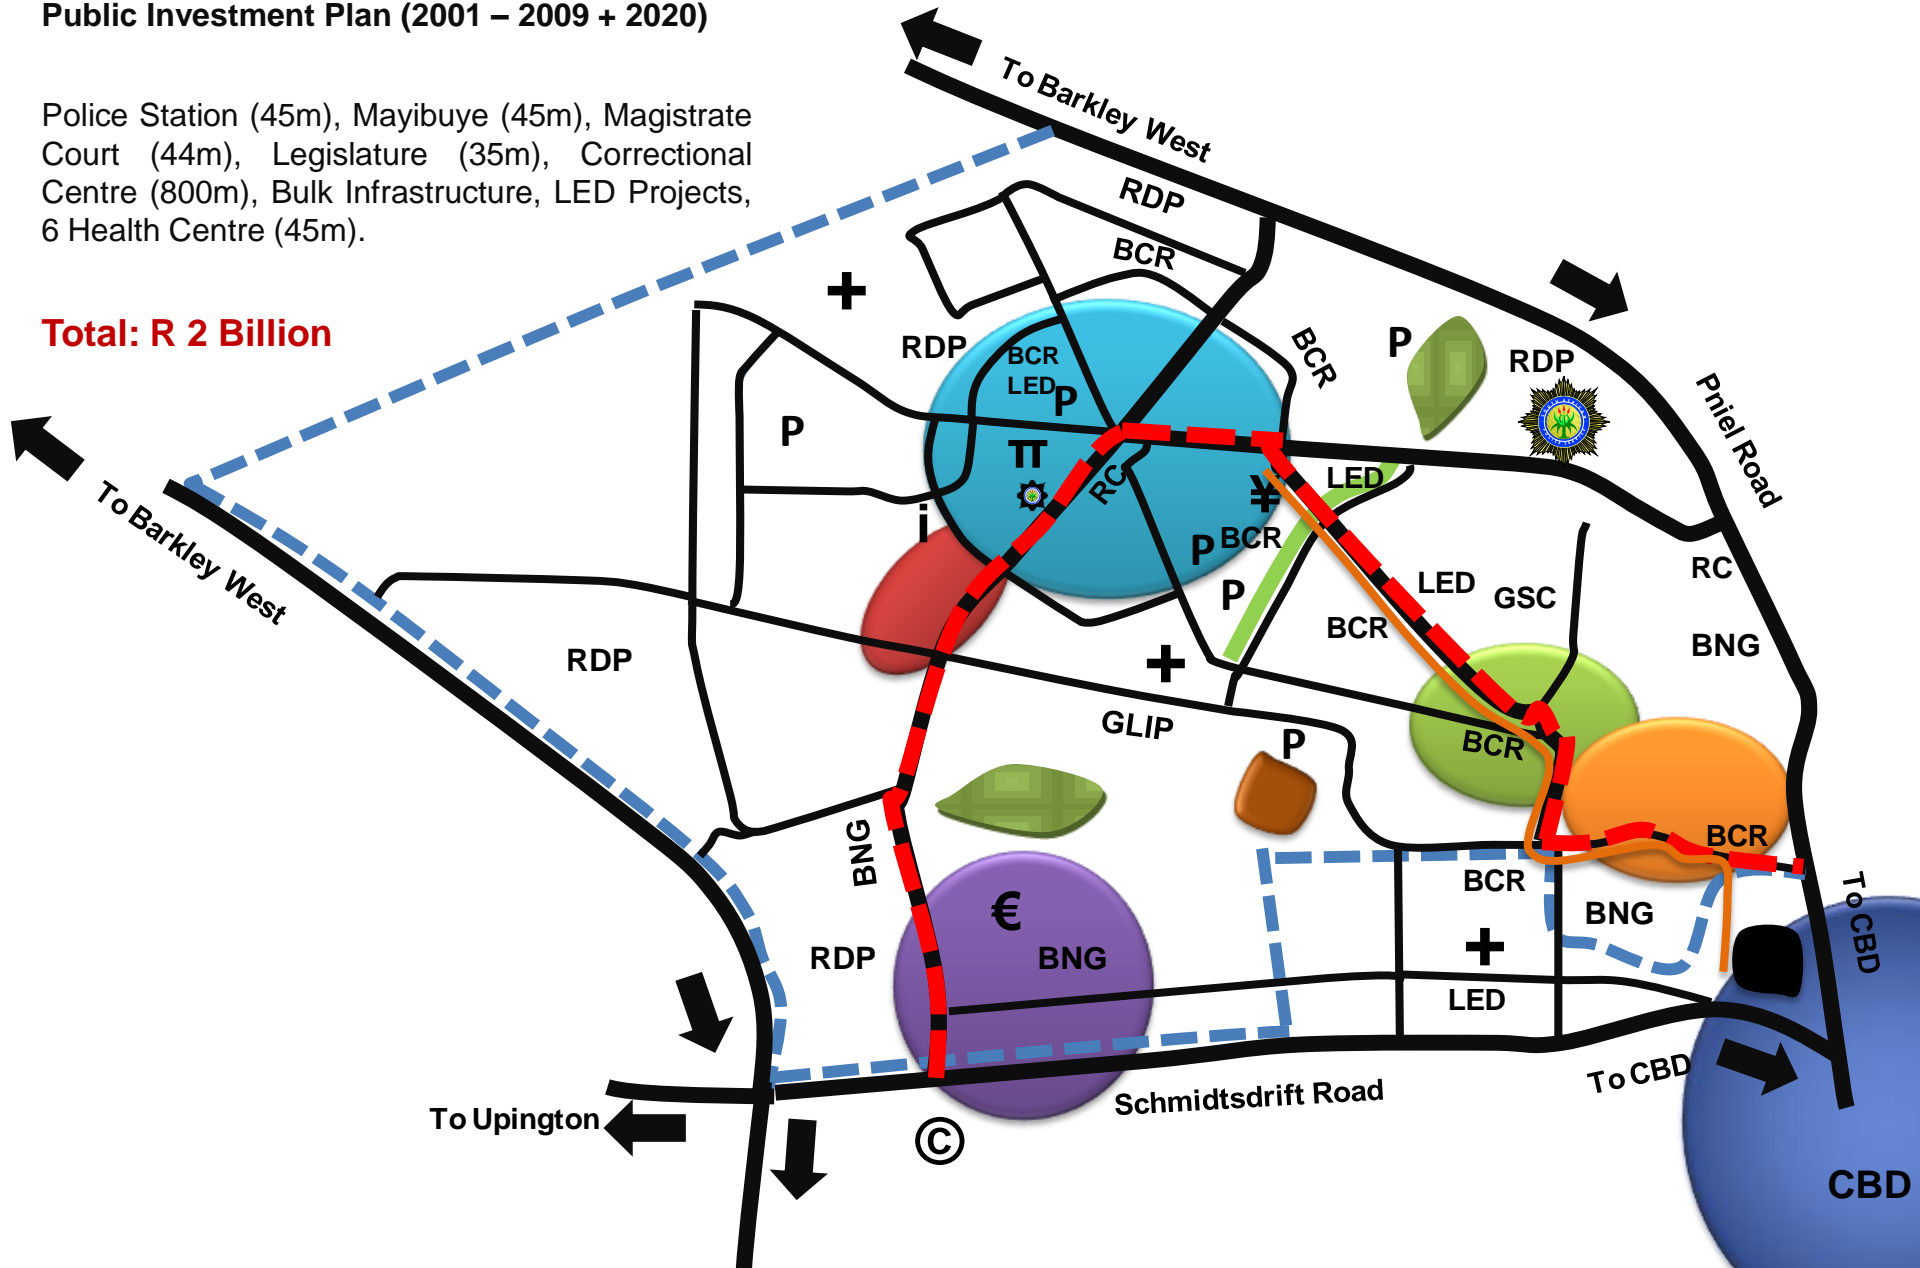 Public Investment Plan (2001 – 2009 + 2020)
Police Station (45m), Mayibuye (45m), Magistrate
Court (44m), Legislature (35m), Correctional
Centre (800m), Bulk Infrastructure, LED Projects,
6 Health Centre (45m).
Total: R 2 Billion
To Barkley West
RDP
BCR
+
RDP
BCR
LED
P
BCR
P
RDP
Pniel Road
P
π
RC
¥
LED
To Barkley West
i
P
BCR
P
LED
GSC
RC
BCR
BNG
RDP
+
GLIP
P
BCR
BNG
BCR
BCR
To CBD
€
BNG
RDP
BNG
+
LED
To CBD
Schmidtsdrift Road
To Upington
©
CBD